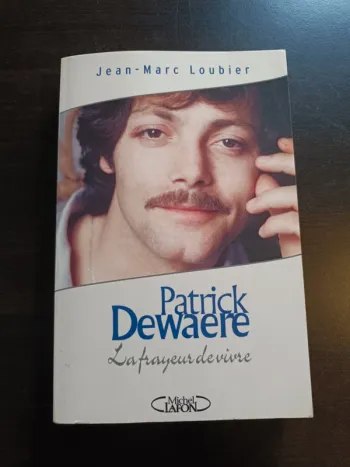 Jean-Marc Loubier
Patrick
Dewaere
La frayeur de vivre
Michel
LAFON